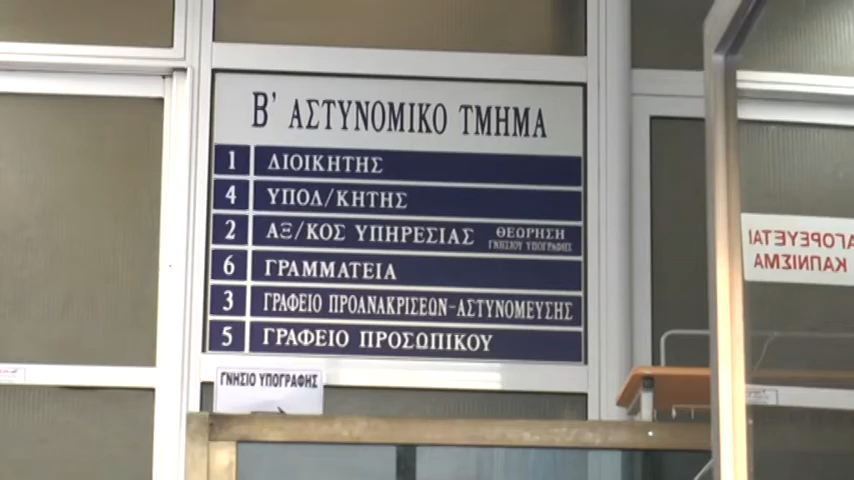 Β' ΑΣΤΥΝΟΜΙΚΟ ΤΜΗΜΑ
1 ΔΙΟΙΚΗΤΗΣ
4 ΥΠΟΔ/ΚΗΤΗΣ
2 ΑΞ/ΚΟΣ ΥΠΗΡΕΣΙΑΣ ΘΕΩΡΗΣΗ
ΓΝΗΣΙΟΥ ΥΠΟΓΡΑΦΗΣ
6 ΓΡΑΜΜΑΤΕΙΑ
3 ΓΡΑΦΕΙΟ ΠΡΟΑΝΑΚΡΙΣΕΩΝ-ΑΣΤΥΝΟΜΕΥΣΗΣ
5 ΓΡΑΦΕΙΟ ΠΡΟΣΩΠΙΚΟΥ
ΓΝΗΣΙΟ ΥΠΟΓΡΑΦΗΣ
ΑΓΟΡΕΥΕΤΑΙ
ΚΑΠΝΙΣΜΑ